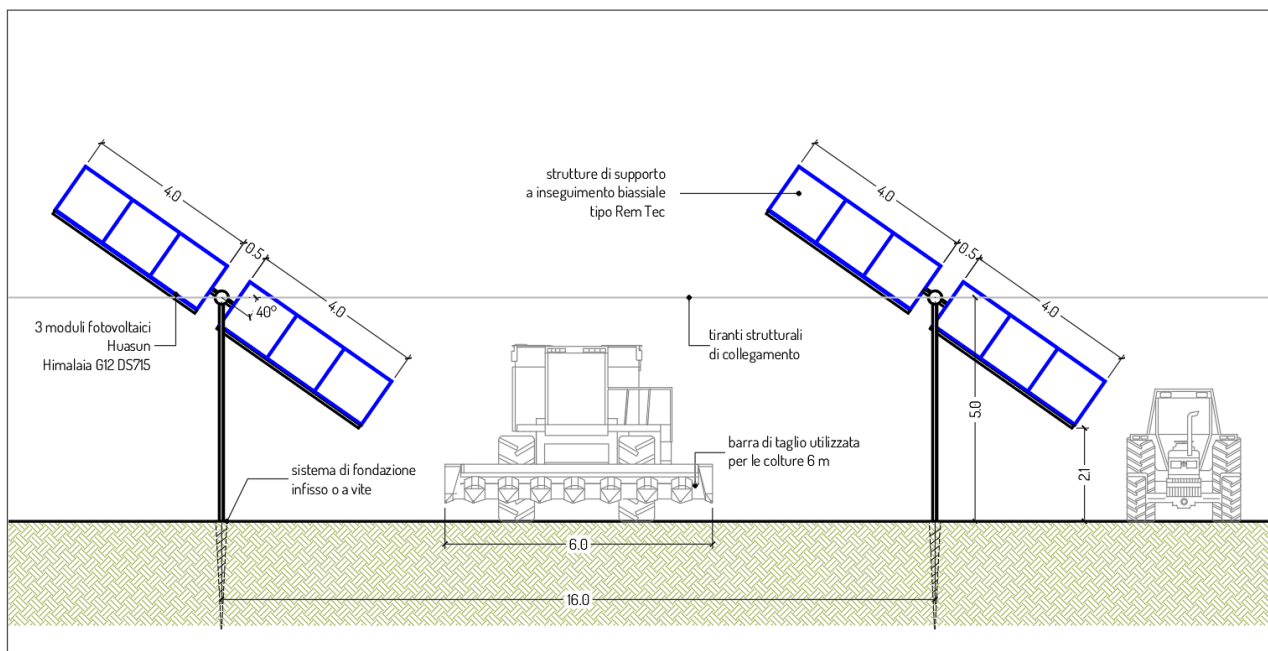 strutture di supporto
a inseguimento biassiale
tipo Rem Tec
4.0
0.5
4.0
40°
4.0
0.5
4.0
3 moduli fotovoltaici
Huasun
Himalaia G12 DS715
tiranti strutturali
di collegamento
5.0
2.1
barra di taglio utilizzata
per le colture 6 m
sistema di fondazione
infisso o a vite
6.0
16.0